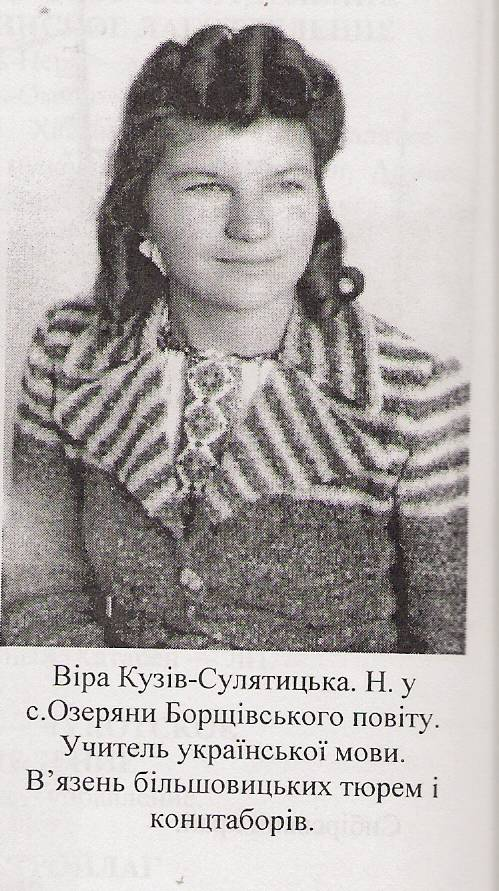 Віра Кузів-Сулятицька. Н. у
с.Озеряни Борщівського повіту.
Учитель української мови.
В’язень більшовицьких тюрем і
концтаборів.